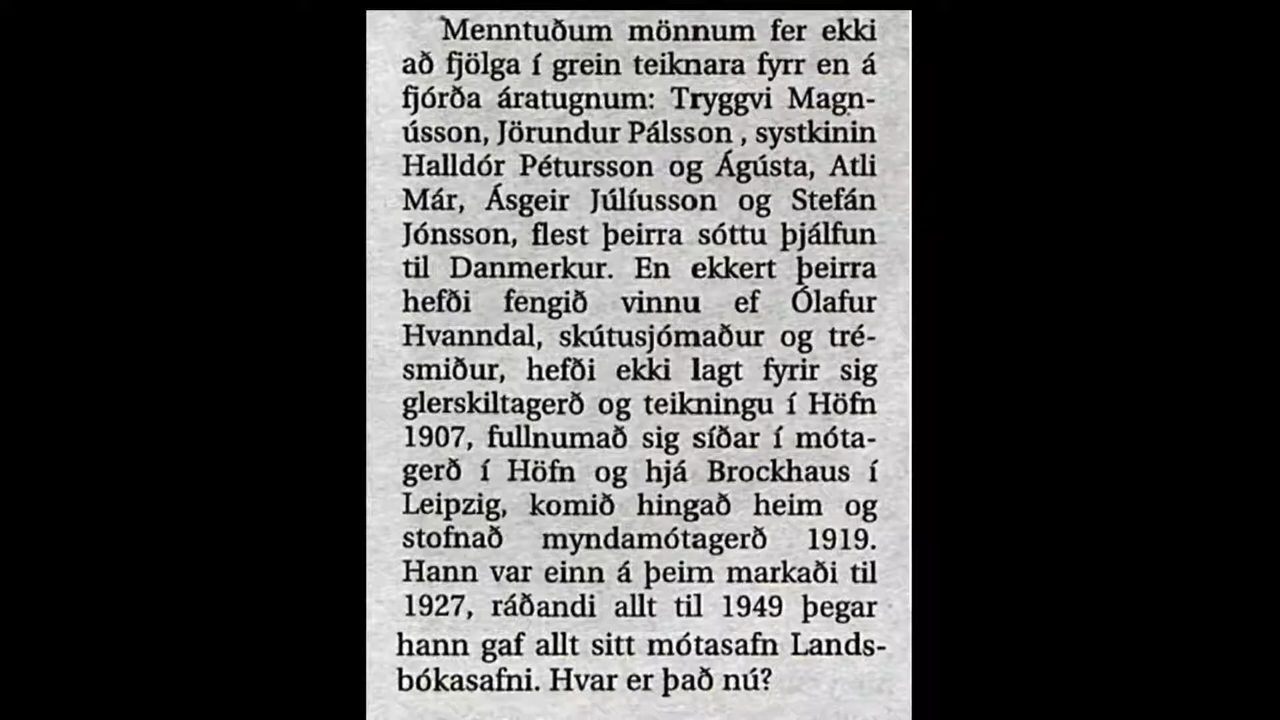 Menntuðum mönnum fer ekki
að fjölga í grein teiknara fyrr en á
fjórða áratugnum: Tryggvi Magn-
ússon, Jörundur Pálsson , systkinin
Halldór Pétursson og Ágústa, Atli
Már, Ásgeir Júlíusson og Stefán
Jónsson, flest þeirra sóttu þjálfun
til Danmerkur. En ekkert þeirra
hefði fengið vinnu ef Ólafur
Hvanndal, skútusjómaður og tré-
smiður, hefði ekki lagt fyrir sig
glerskiltagerð og teikningu í Höfn
1907, fullnumað sig síðar í móta-
gerð í Höfn og hjá Brockhaus í
Leipzig, komið hingað heim og
stofnað myndamótagerð 1919.
Hann var einn á þeim markaði til
1927, ráðandi allt til 1949 þegar
hann gaf allt sitt mótasafn Lands-
bókasafni. Hvar er það nú?